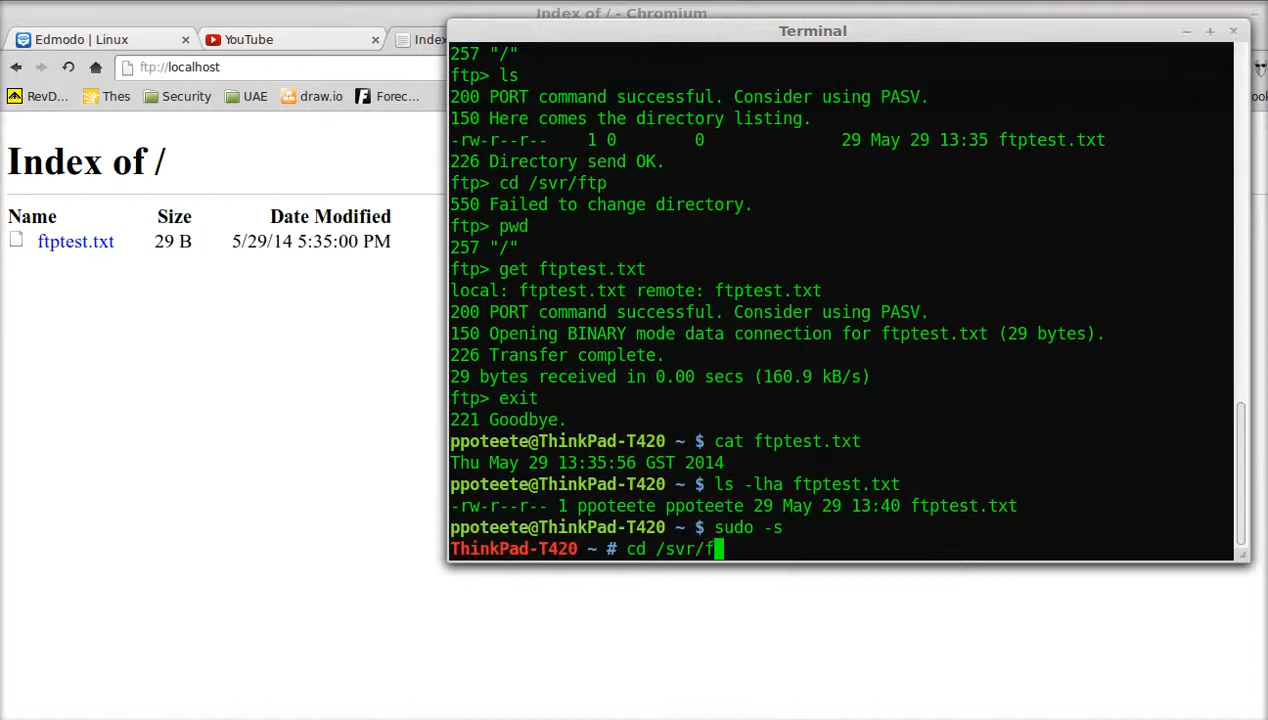 Index of / - Chromium
Edmodo | Linux
YouTube
Index
ftp://localhost
RevD...
Thes
Security
UAE
draw.io
Forec...
Index of /
Name Size Date Modified
ftptest.txt 29 B 5/29/14 5:35:00 PM
Terminal
257 "/"
ftp> ls
200 PORT command successful. Consider using PASV.
150 Here comes the directory listing.
-rw-r--r-- 1 0 0 29 May 29 13:35 ftptest.txt
226 Directory send OK.
ftp> cd /svr/ftp
550 Failed to change directory.
ftp> pwd
257 "/"
ftp> get ftptest.txt
local: ftptest.txt remote: ftptest.txt
200 PORT command successful. Consider using PASV.
150 Opening BINARY mode data connection for ftptest.txt (29 bytes).
226 Transfer complete.
29 bytes received in 0.00 secs (160.9 kB/s)
ftp> exit
221 Goodbye.
ppoteete@ThinkPad-T420 ~ $ cat ftptest.txt
Thu May 29 13:35:56 GST 2014
ppoteete@ThinkPad-T420 ~ $ ls -lha ftptest.txt
-rw-r--r-- 1 ppoteete ppoteete 29 May 29 13:40 ftptest.txt
ppoteete@ThinkPad-T420 ~ $ sudo -s
ThinkPad-T420 ~ # cd /svr/f